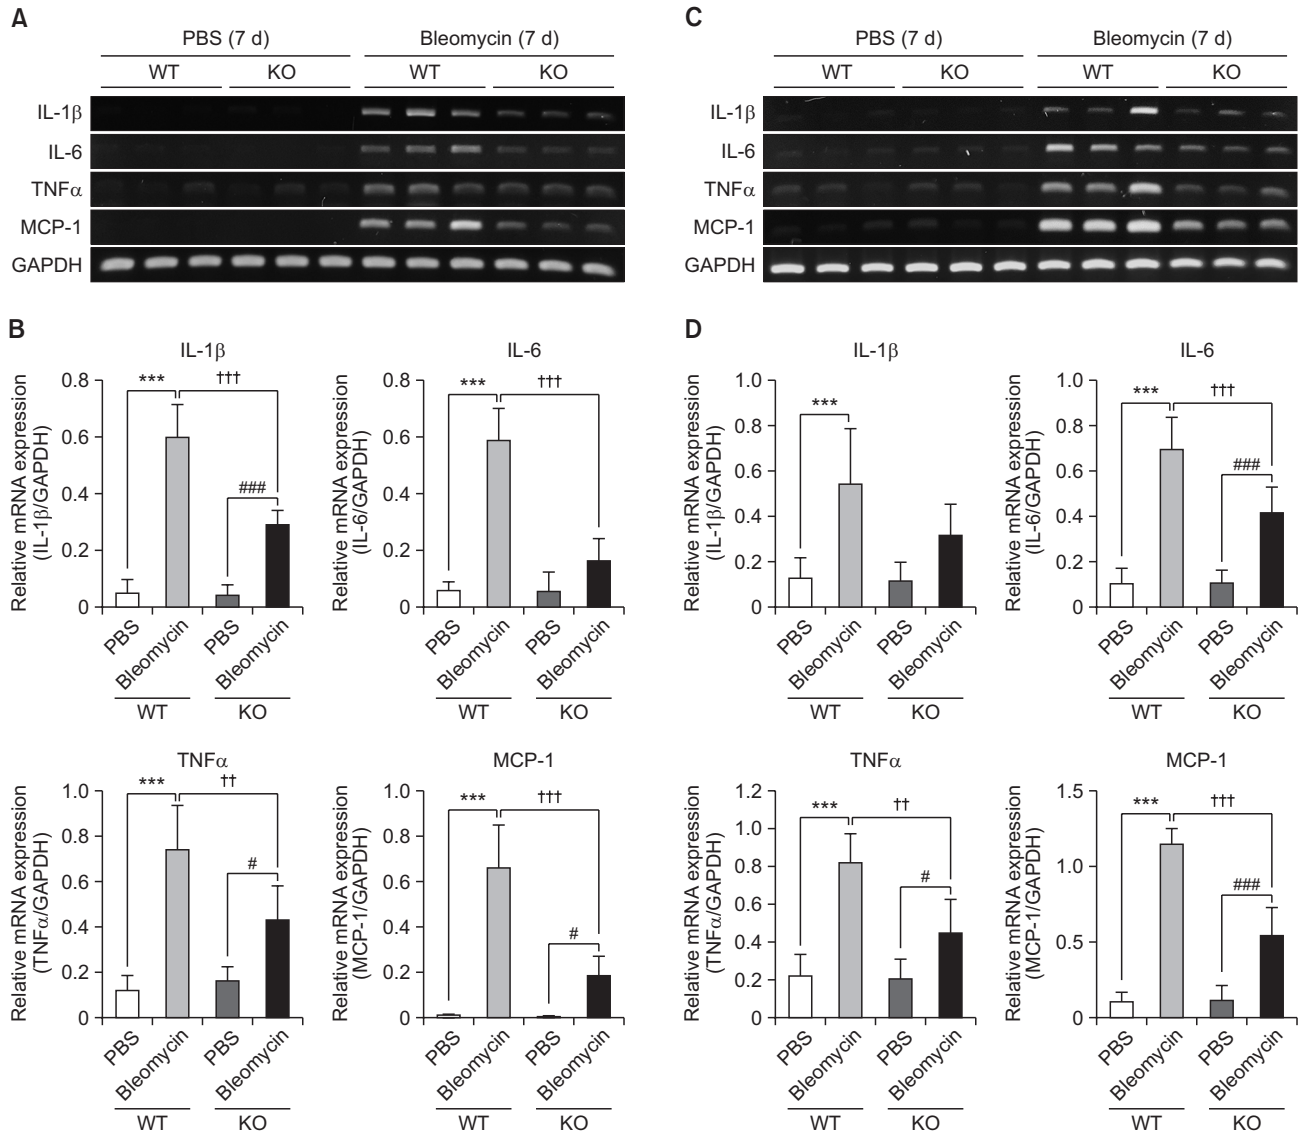 A
PBS (7 d) Bleomycin (7 d)
WT KO WT KO
IL-1β
IL-6
TNFα
MCP-1
GAPDH
C
PBS (7 d) Bleomycin (7 d)
WT KO WT KO
IL-1β
IL-6
TNFα
MCP-1
GAPDH
B
IL-1β
Relative mRNA expression
(IL-1β/GAPDH)
0.8
0.6
0.4
0.2
0
*** †††
###
PBS Bleomycin PBS Bleomycin
WT KO
IL-6
Relative mRNA expression
(IL-6/GAPDH)
0.8
0.6
0.4
0.2
0
*** †††
PBS Bleomycin PBS Bleomycin
WT KO
TNFα
Relative mRNA expression
(TNFα/GAPDH)
1.0
0.8
0.6
0.4
0.2
0
*** ††
#
PBS Bleomycin PBS Bleomycin
WT KO
MCP-1
Relative mRNA expression
(MCP-1/GAPDH)
1.0
0.8
0.6
0.4
0.2
0
*** †††
#
PBS Bleomycin PBS Bleomycin
WT KO
D
IL-1β
Relative mRNA expression
(IL-1β/GAPDH)
1.0
0.8
0.6
0.4
0.2
0
***
PBS Bleomycin PBS Bleomycin
WT KO
IL-6
Relative mRNA expression
(IL-6/GAPDH)
1.0
0.8
0.6
0.4
0.2
0
*** †††
###
PBS Bleomycin PBS Bleomycin
WT KO
TNFα
Relative mRNA expression
(TNFα/GAPDH)
1.2
1.0
0.8
0.6
0.4
0.2
0
*** ††
#
PBS Bleomycin PBS Bleomycin
WT KO
MCP-1
Relative mRNA expression
(MCP-1/GAPDH)
1.5
1.0
0.5
0
*** †††
###
PBS Bleomycin PBS Bleomycin
WT KO